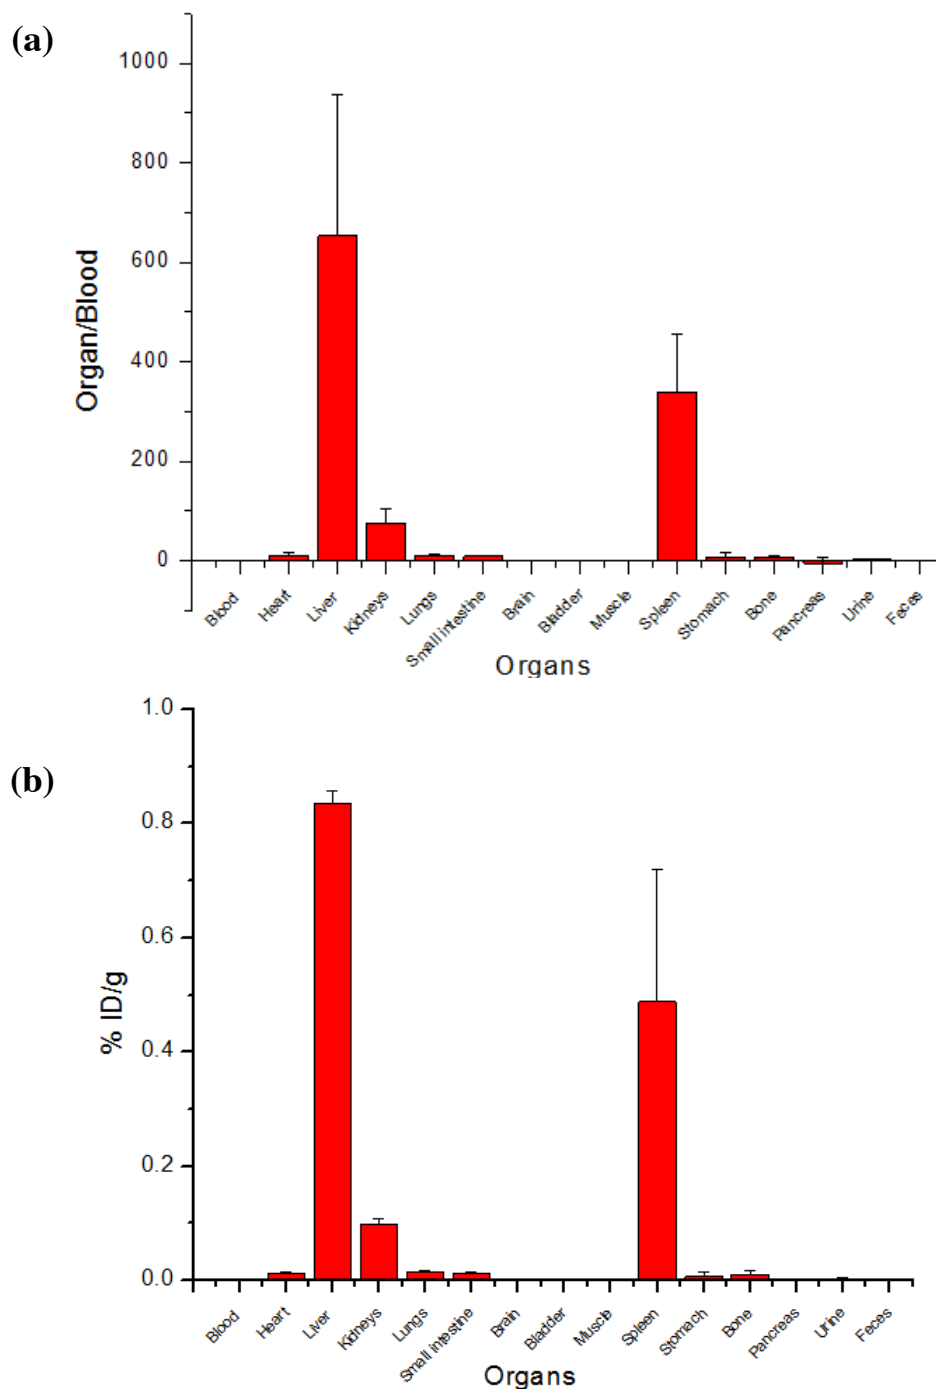 (a)
1000
800
600
400
200
0
Organ/Blood
Blood
Heart
Liver
Kidneys
Lungs
Small intestine
Brain
Bladder
Muscle
Spleen
Stomach
Bone
Pancreas
Urine
Feces
Organs
(b)
1.0
0.8
0.6
0.4
0.2
0.0
% ID/g
Blood
Heart
Liver
Kidneys
Lungs
Small intestine
Brain
Bladder
Muscle
Spleen
Stomach
Bone
Pancreas
Urine
Feces
Organs